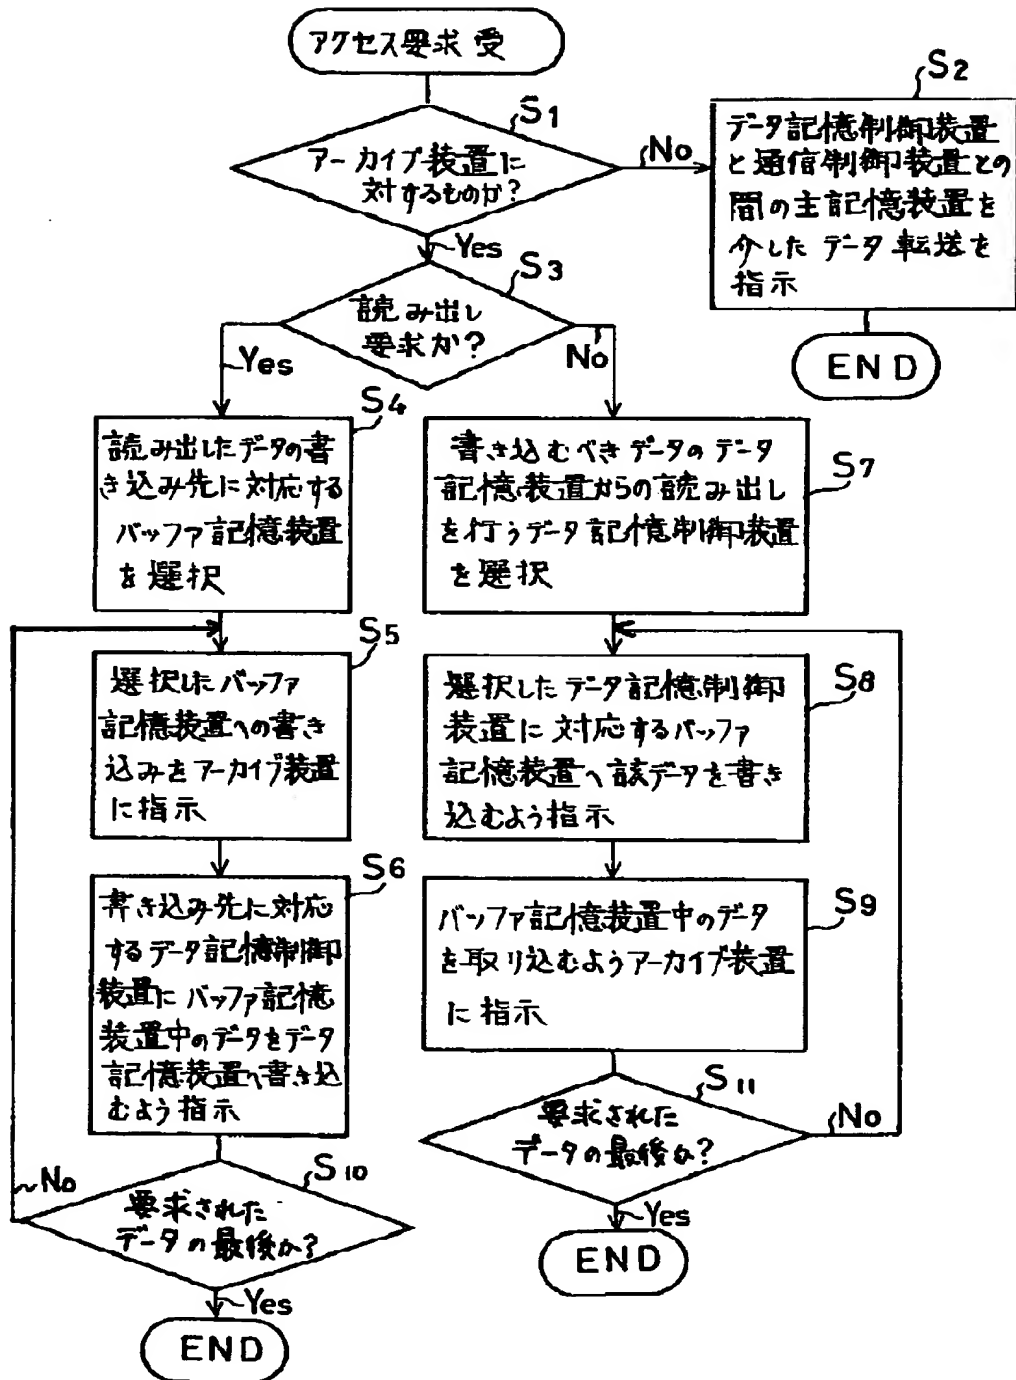 アクセス要求受
S1
アーカイブ装置に
対するものか?
No
S2
データ記憶制御装置
と通信制御装置との
間の主記憶装置を
介したデータ転送を
指示
END
Yes
S3
読み出し
要求か?
Yes
No
S4
読み出したデータの書
き込み先に対応する
バッファ記憶装置
を選択
S7
書き込むべきデータのデータ
記憶装置からの読み出し
を行うデータ記憶制御装置
を選択
S5
選択したバッファ
記憶装置への書き
込みをアーカイブ装置
に指示
S8
選択したデータ記憶制御
装置に対応するバッファ
記憶装置へ該データを書き
込むよう指示
S6
書き込み先に対応
するデータ記憶制御
装置にバッファ記憶
装置中のデータをデータ
記憶装置へ書き込
むよう指示
S9
バッファ記憶装置中のデータ
を取り込むようアーカイブ装置
に指示
S11
要求された
データの最後か?
No
Yes
END
S10
要求された
データの最後か?
No
Yes
END